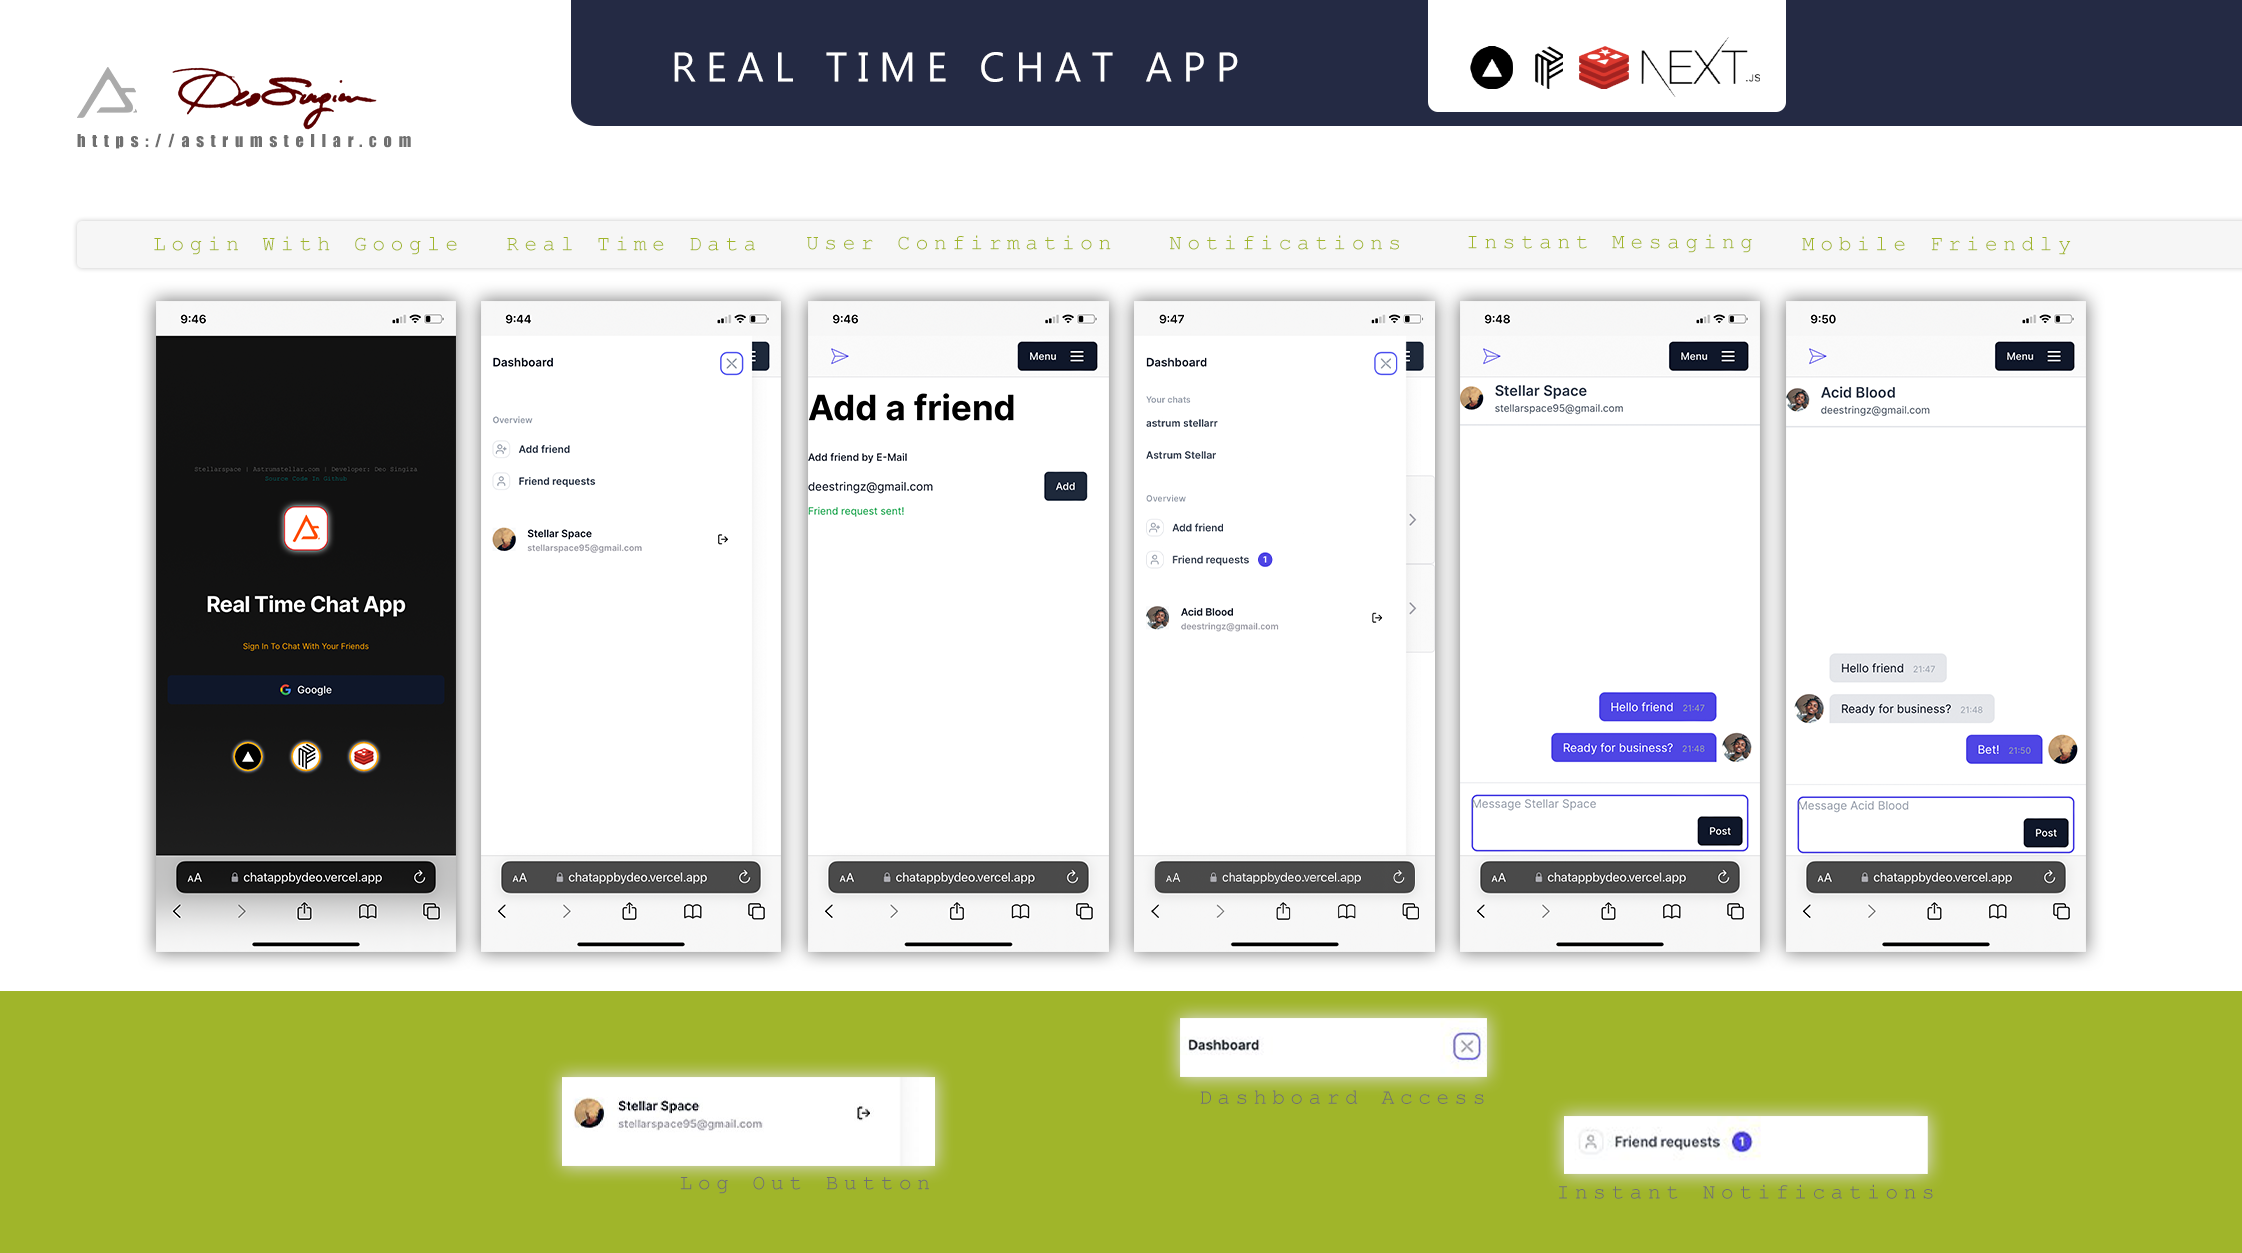 REAL TIME CHAT APP
NEXT.JS
Deo Singiza
https://astrumstellar.com
Login With Google
Real Time Data
User Confirmation
Notifications
Instant Mesaging
Mobile Friendly
9:46
Stellarspace | Astrumstellar.com | Developer: Deo Singiza
Source Code In Github
Real Time Chat App
Sign In To Chat With Your Friends
Google
AA chatappbydeo.vercel.app
9:44
Dashboard
Overview
Add friend
Friend requests
Stellar Space
stellarspace95@gmail.com
AA chatappbydeo.vercel.app
9:46
Menu
Add a friend
Add friend by E-Mail
deestringz@gmail.com
Add
Friend request sent!
AA chatappbydeo.vercel.app
9:47
Dashboard
Your chats
astrum stellarr
Astrum Stellar
Overview
Add friend
Friend requests 1
Acid Blood
deestringz@gmail.com
AA chatappbydeo.vercel.app
9:48
Menu
Stellar Space
stellarspace95@gmail.com
Hello friend 21:47
Ready for business? 21:48
Message Stellar Space
Post
AA chatappbydeo.vercel.app
9:50
Menu
Acid Blood
deestringz@gmail.com
Hello friend 21:47
Ready for business? 21:48
Bet! 21:50
Message Acid Blood
Post
AA chatappbydeo.vercel.app
Stellar Space
stellarspace95@gmail.com
Log Out Button
Dashboard
Dashboard Access
Friend requests 1
Instant Notifications